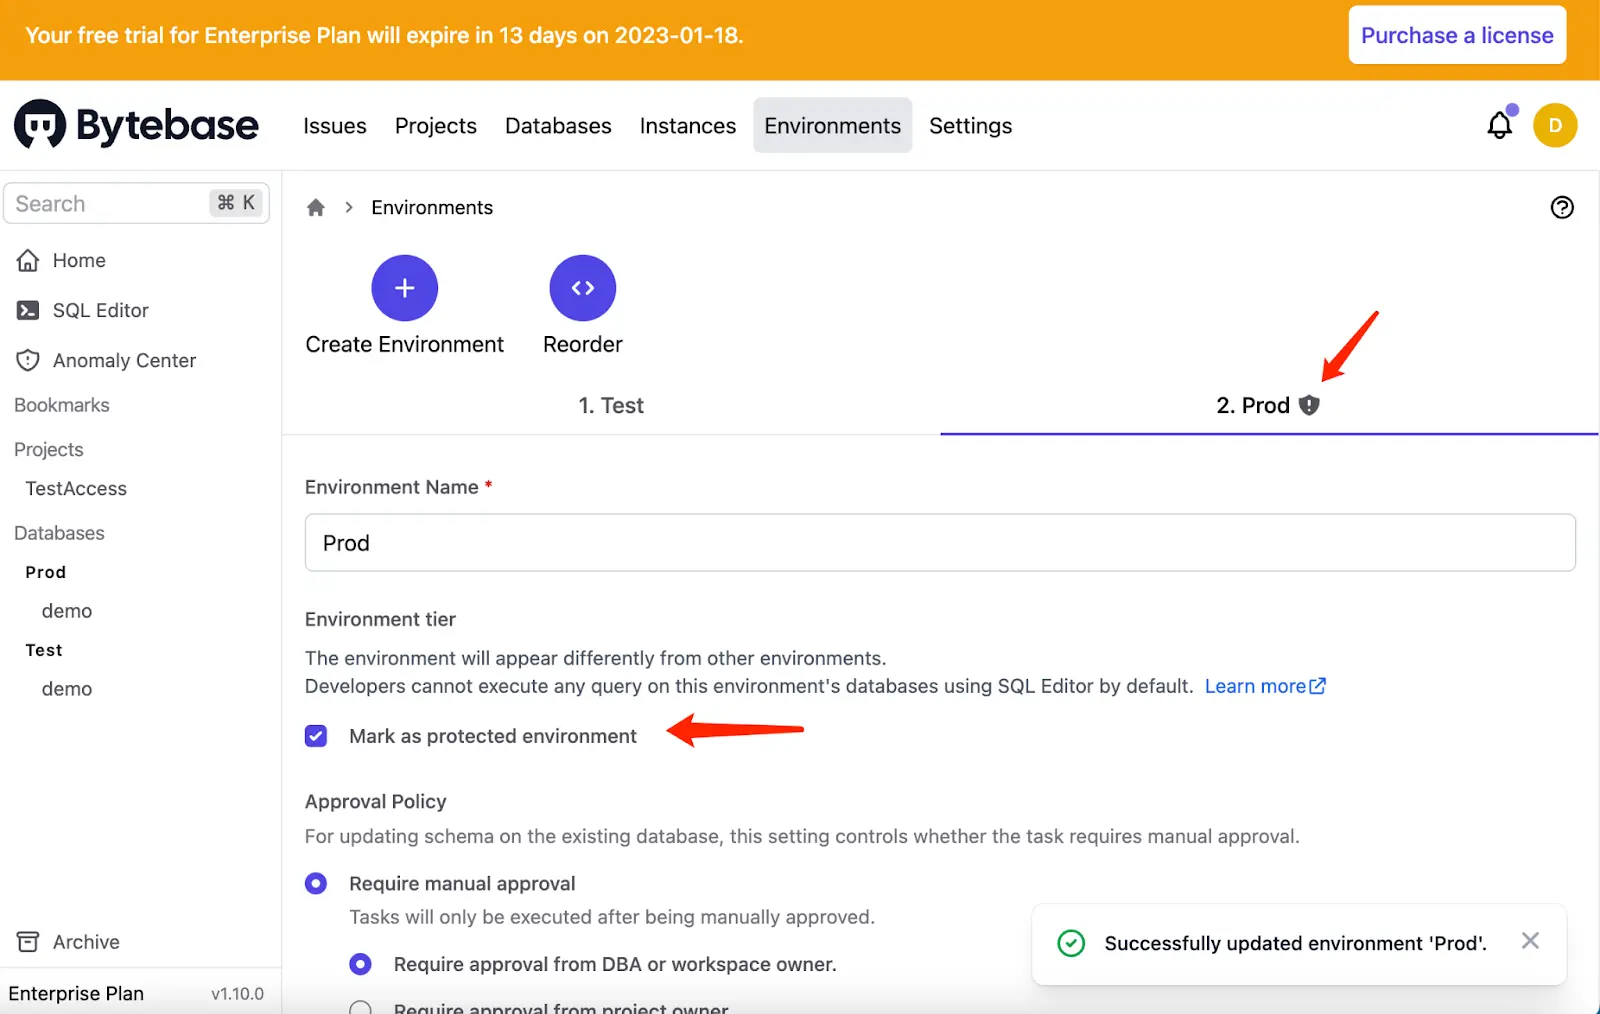 Your free trial for Enterprise Plan will expire in 13 days on 2023-01-18.
Purchase a license
Bytebase
Issues
Projects
Databases
Instances
Environments
Settings
D
Search
⌘ K
Environments
Home
SQL Editor
Anomaly Center
Bookmarks
Projects
TestAccess
Databases
Prod
demo
Test
demo
Archive
Enterprise Plan
v1.10.0
Create Environment
Reorder
1. Test
2. Prod
Environment Name *
Prod
Environment tier
The environment will appear differently from other environments.
Developers cannot execute any query on this environment's databases using SQL Editor by default. Learn more
Mark as protected environment
Approval Policy
For updating schema on the existing database, this setting controls whether the task requires manual approval.
Require manual approval
Tasks will only be executed after being manually approved.
Require approval from DBA or workspace owner.
Require approval from project owner
Successfully updated environment 'Prod'.